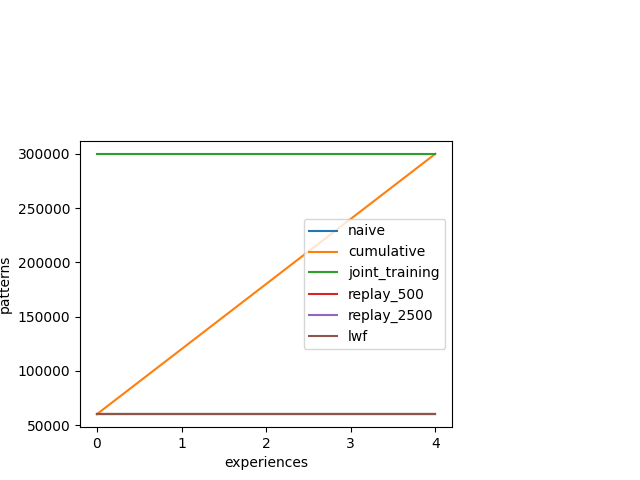 300000
250000
200000
150000
100000
50000
patterns
naive
cumulative
joint_training
replay_500
replay_2500
lwf
0 1 2 3 4
experiences